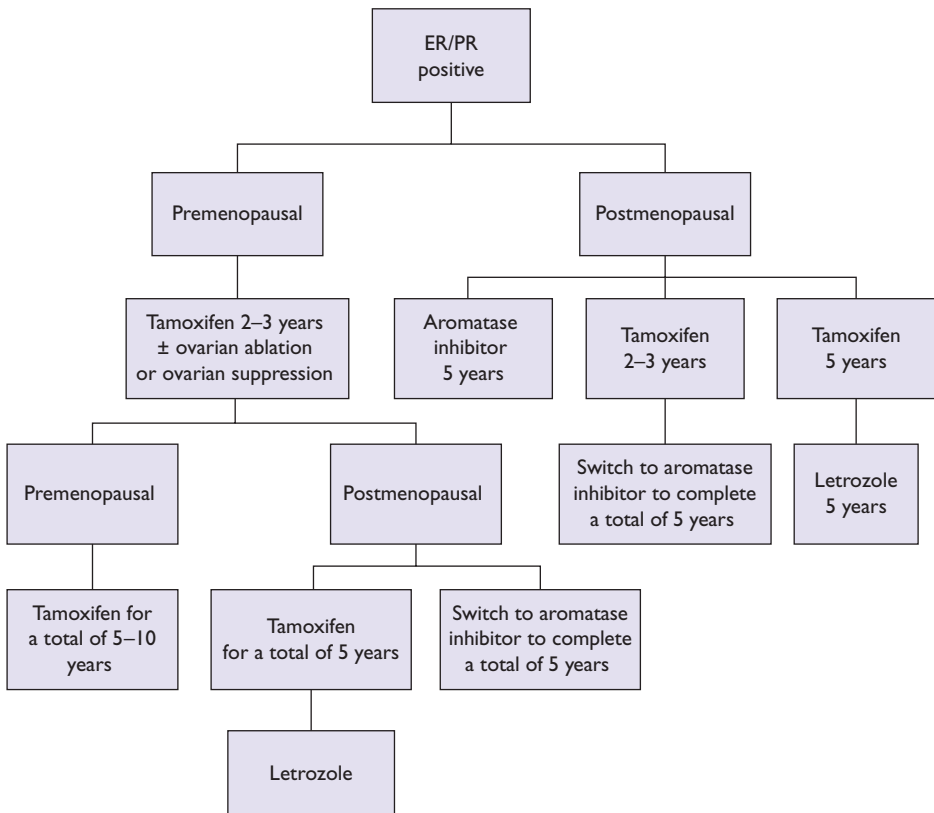 ER/PR
positive
Premenopausal
Postmenopausal
Tamoxifen 2–3 years
± ovarian ablation
or ovarian suppression
Aromatase
inhibitor
5 years
Tamoxifen
2–3 years
Tamoxifen
5 years
Premenopausal
Postmenopausal
Switch to aromatase
inhibitor to complete
a total of 5 years
Letrozole
5 years
Tamoxifen for
a total of 5–10
years
Tamoxifen
for a total of 5 years
Switch to aromatase
inhibitor to complete
a total of 5 years
Letrozole